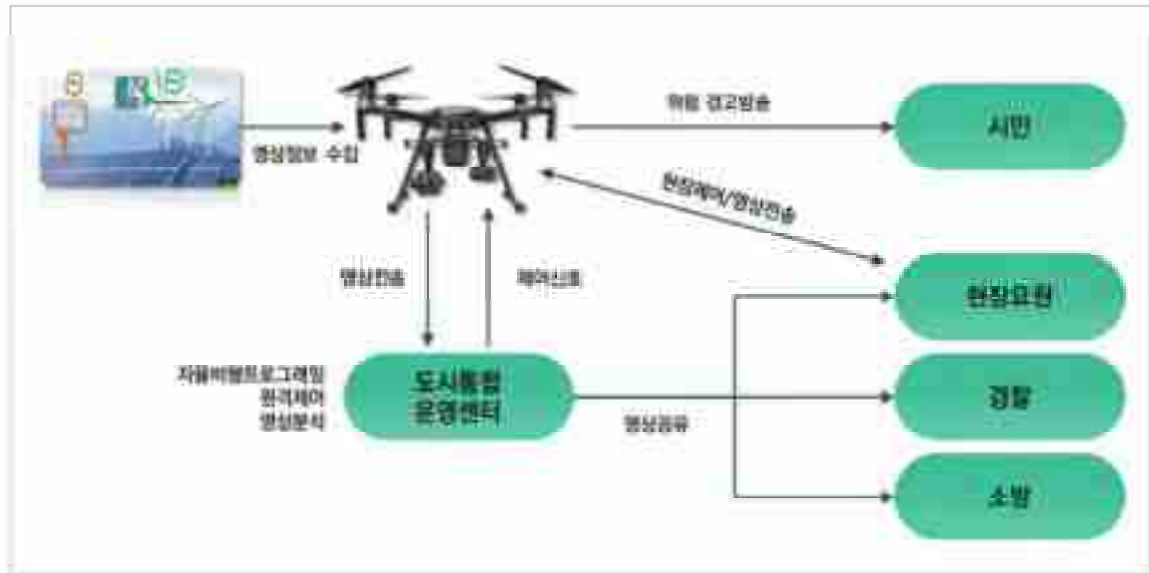 위험 경고방송
시민
영상정보 수집
현장제어/영상전송
영상전송
제어신호
현장요원
자율비행프로그래밍
원격제어
영상분석
도시통합
운영센터
경찰
영상공유
소방